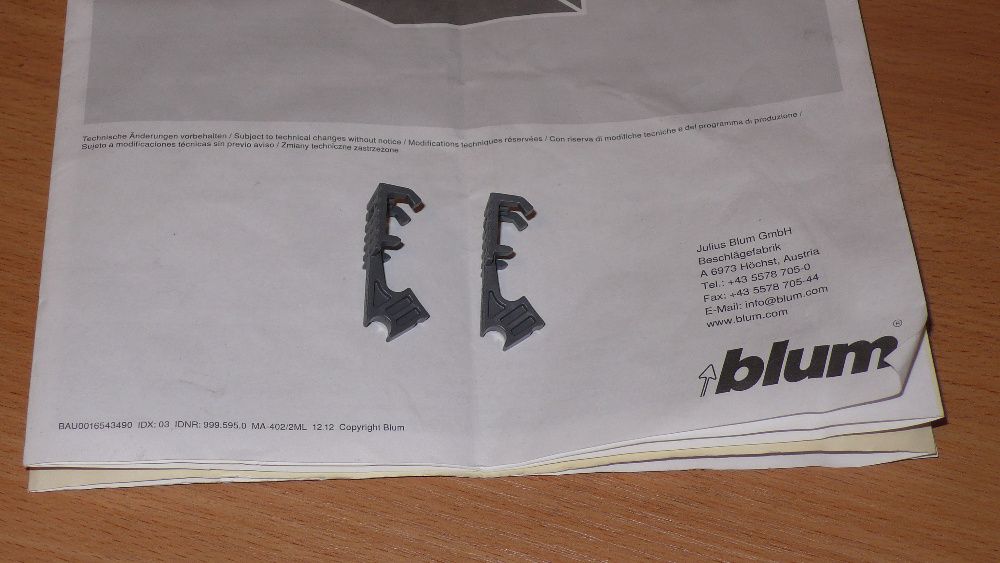 Technische Änderungen vorbehalten / Subject to technical changes without notice / Modifications techniques réservées / Con riserva di modifiche tecniche e del programma di produzione /
Sujeto a modificaciones técnicas sin previo aviso / Zmiany techniczne zastrzeżone
Julius Blum GmbH
Beschlägefabrik
A 6973 Höchst, Austria
Tel.: +43 5578 705-0
Fax: +43 5578 705-44
E-Mail: info@blum.com
www.blum.com
blum®
BAU0016543490 IDX: 03 IDNR: 999.595.0 MA-402/2ML 12.12 Copyright Blum